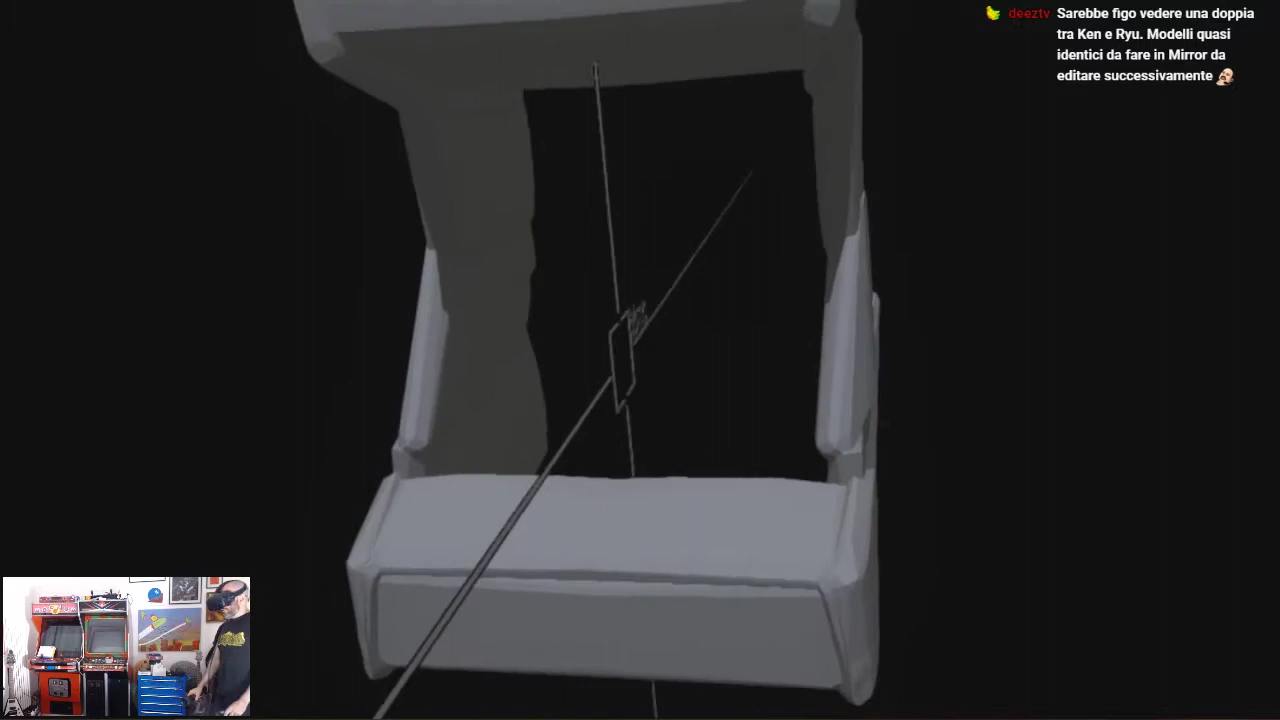 deeztv Sarebbe figo vedere una doppia
tra Ken e Ryu. Modelli quasi
identici da fare in Mirror da
editare successivamente